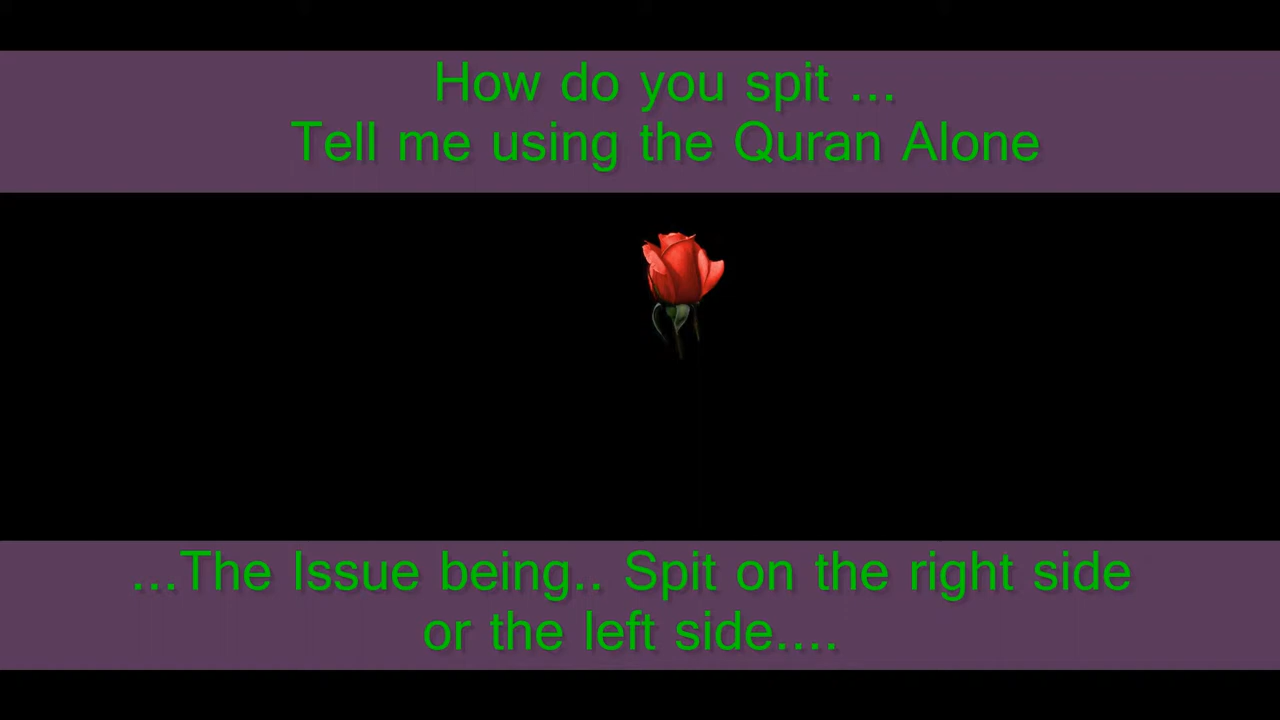 How do you spit ...
Tell me using the Quran Alone
...The Issue being.. Spit on the right side
or the left side....